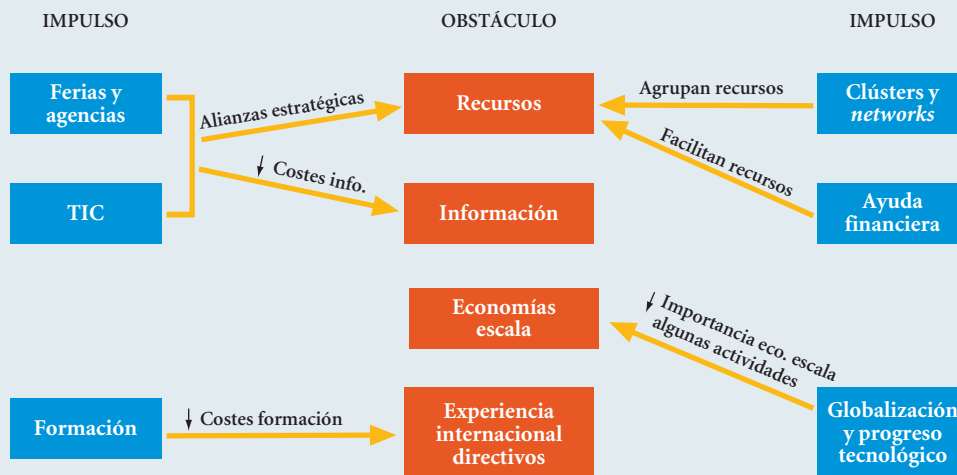 IMPULSO
OBSTÁCULO
IMPULSO
Ferias y
agencias
Alianzas estratégicas
Recursos
Agrupan recursos
Clústers y
networks
Facilitan recursos
↓ Costes info.
TIC
Información
Ayuda
financiera
Economías
escala
↓ Importancia eco. escala
algunas actividades
Formación
↓ Costes formación
Experiencia
internacional
directivos
Globalización
y progreso
tecnológico